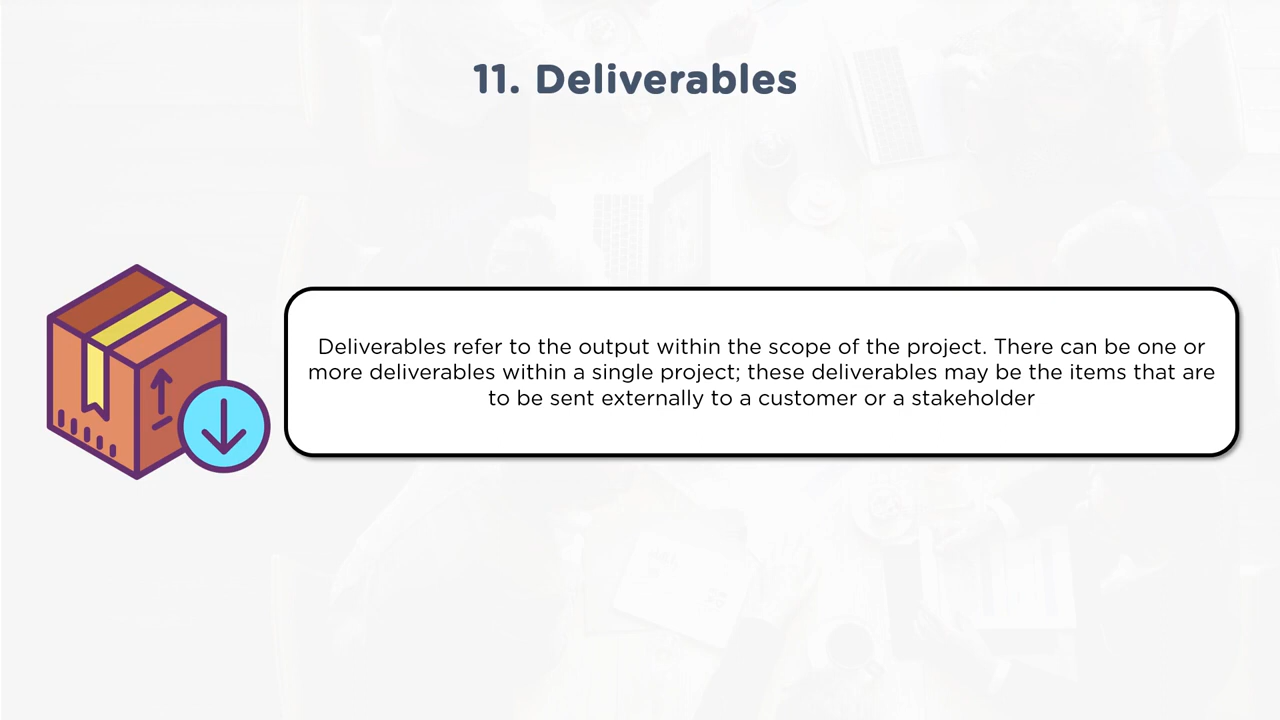 11. Deliverables
Deliverables refer to the output within the scope of the project. There can be one or
more deliverables within a single project; these deliverables may be the items that are
to be sent externally to a customer or a stakeholder